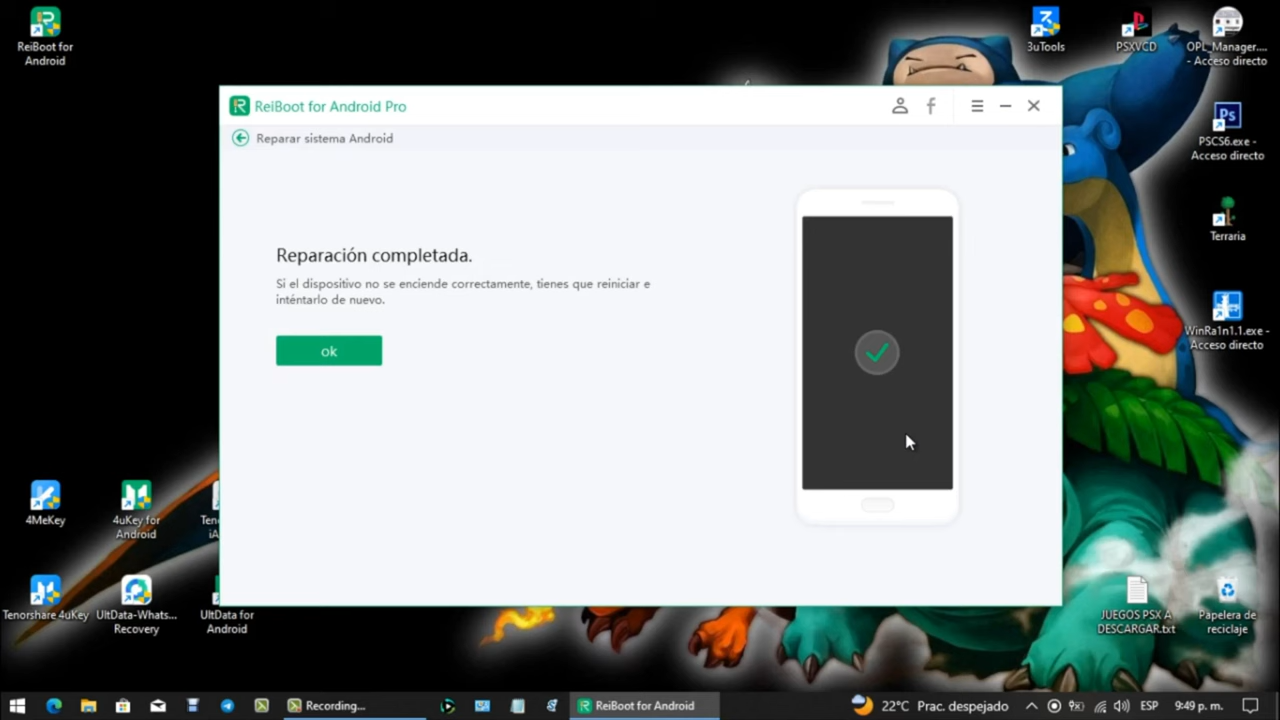 ReiBoot for
Android
3uTools
PSXVCD
OPL_Manager....
- Acceso directo
ReiBoot for Android Pro
Reparar sistema Android
Ps
PSCS6.exe -
Acceso directo
Reparación completada.
Si el dispositivo no se enciende correctamente, tienes que reiniciar e
inténtarlo de nuevo.
ok
Terraria
WinRa1n1.1.exe -
Acceso directo
4MeKey
4uKey for
Android
Tenorshare 4uKey
UltData-Whats...
Recovery
UltData for
Android
JUEGOS PSX A
DESCARGAR.txt
Papelera de
reciclaje
Recording...
ReiBoot for Android
22°C Prac. despejado
ESP
9:49 p. m.